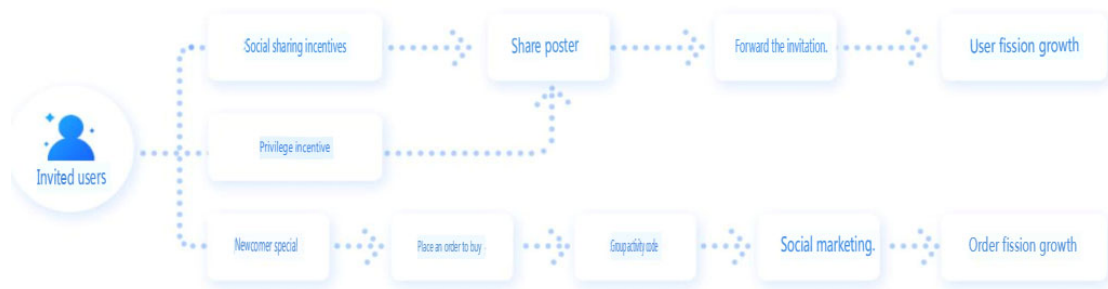 Social sharing incentives
Share poster
Forward the invitation.
User fission growth
Privilege incentive
Invited users
Newcomer special
Place an order to buy
Group activity code
Social marketing.
Order fission growth